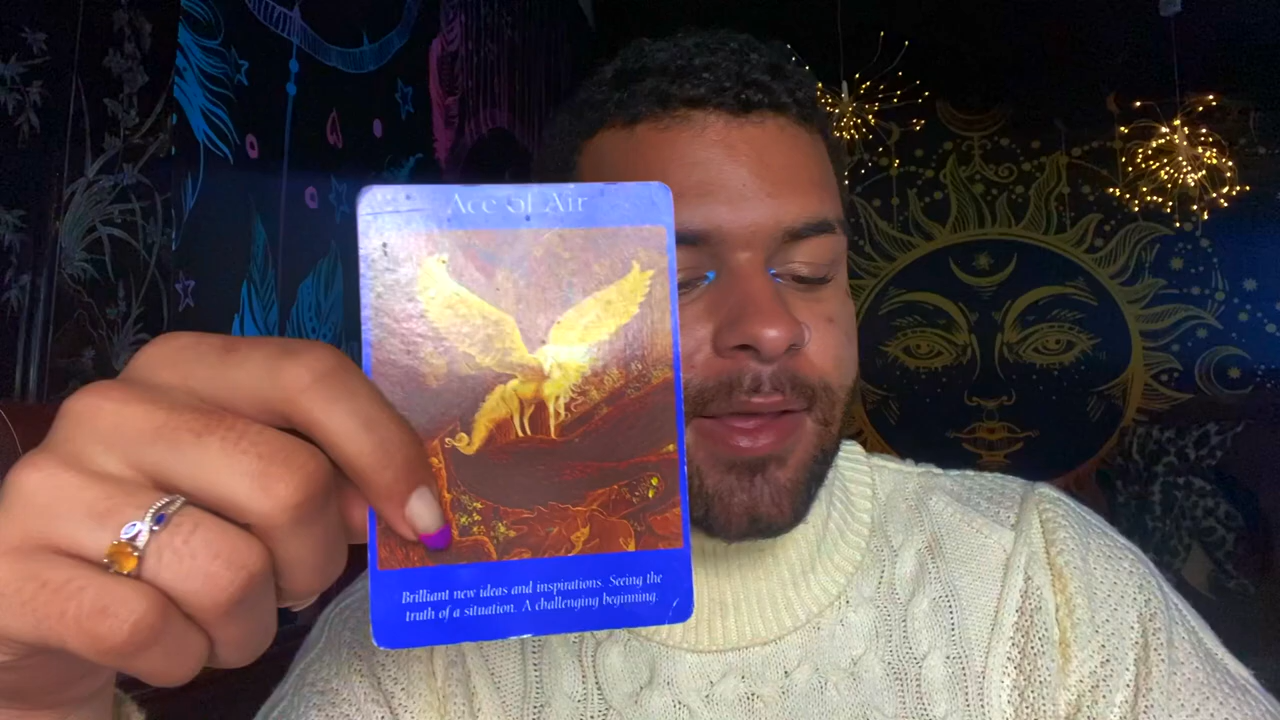 Ace of Air
Brilliant new ideas and inspirations. Seeing the
truth of a situation. A challenging beginning.